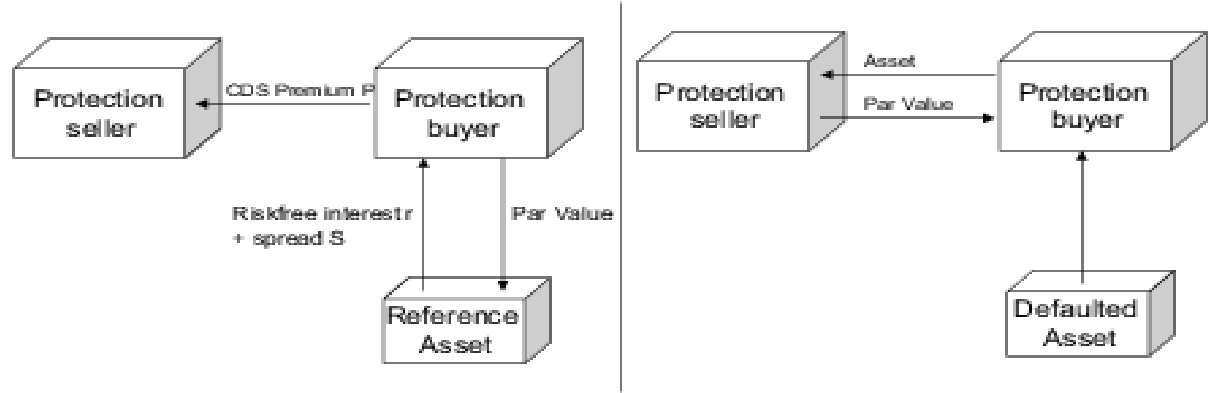 Protection
seller
CDS Premium P
Protection
buyer
Riskfree interest r
+ spread S
Par Value
Reference
Asset
Protection
seller
Asset
Par Value
Protection
buyer
Defaulted
Asset